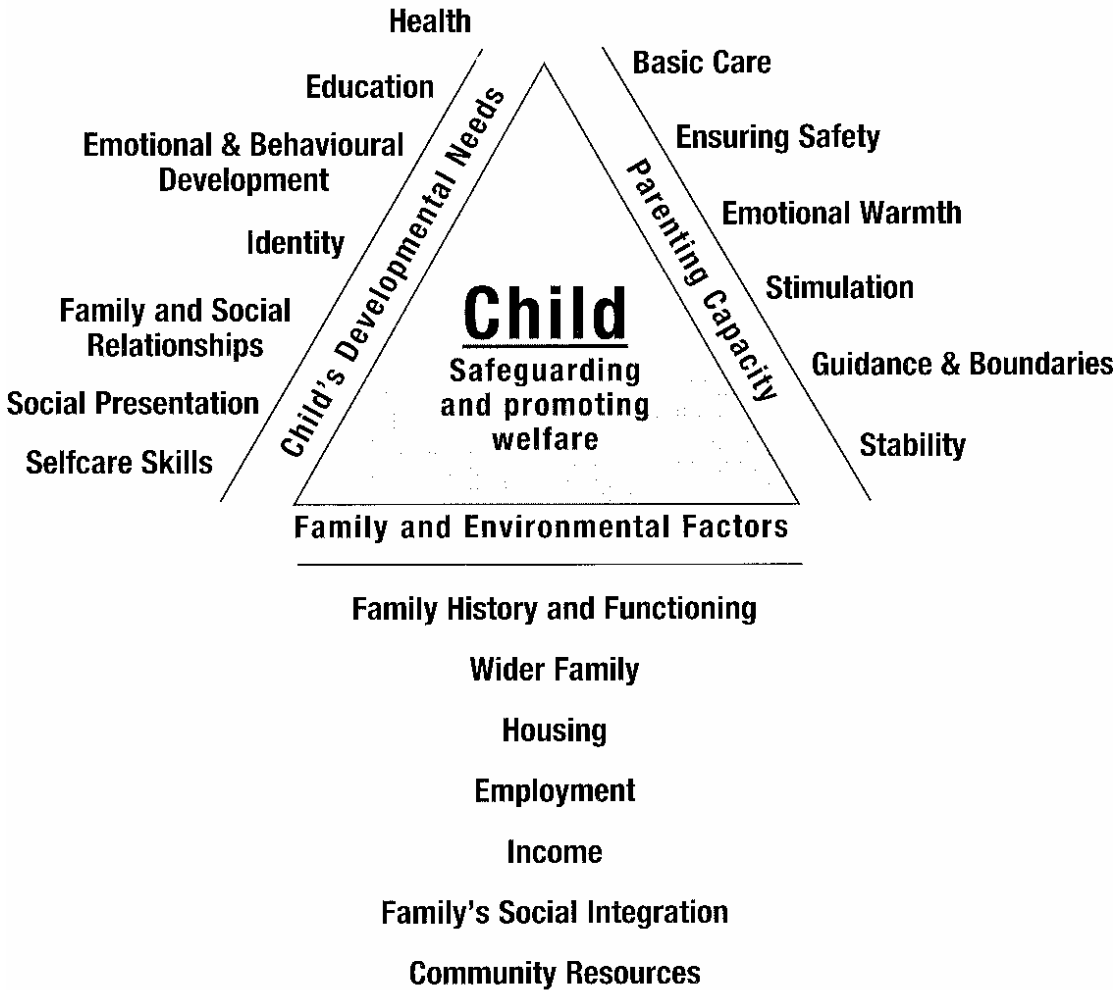 Health
Education
Emotional & Behavioural
Development
Identity
Family and Social
Relationships
Social Presentation
Selfcare Skills
Child's Developmental Needs
Basic Care
Ensuring Safety
Emotional Warmth
Stimulation
Guidance & Boundaries
Stability
Parenting Capacity
Child
Safeguarding
and promoting
welfare
Family and Environmental Factors
Family History and Functioning
Wider Family
Housing
Employment
Income
Family's Social Integration
Community Resources